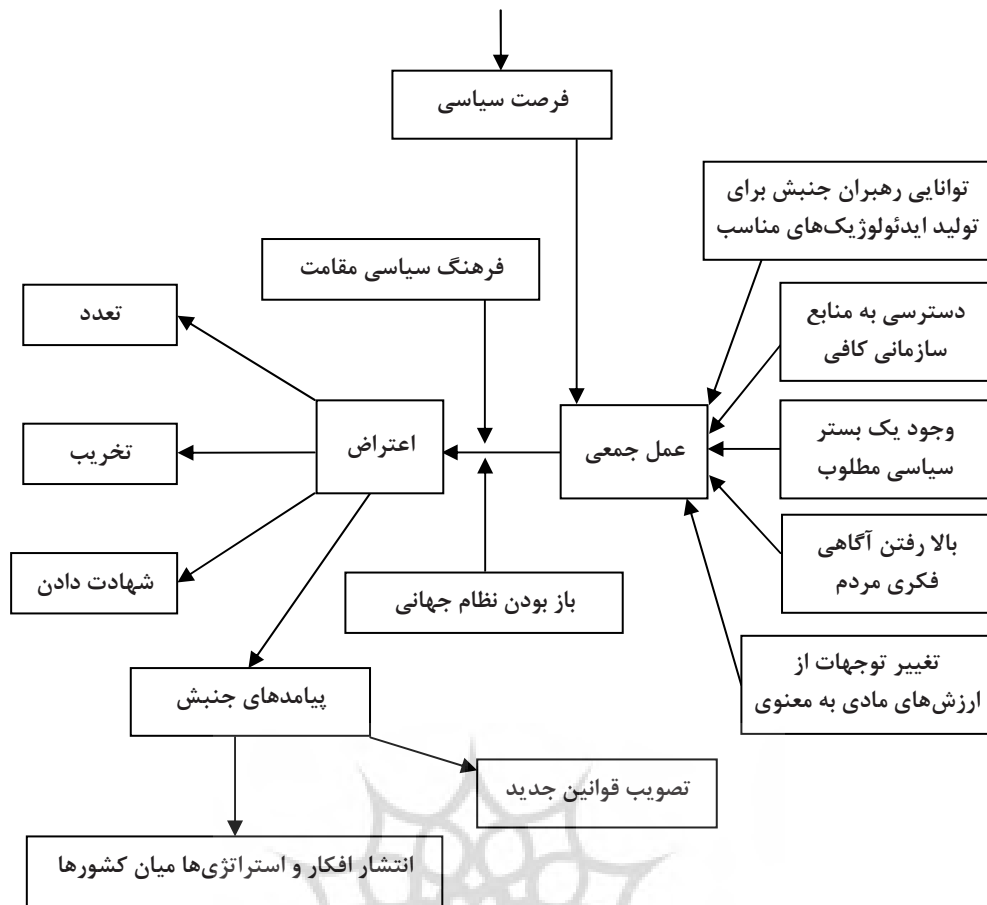 فرصت سیاسی
توانایی رهبران جنبش برای
تولید ایدئولوژیک‌های مناسب
فرهنگ سیاسی مقامت
دسترسی به منابع
سازمانی کافی
تعدد
وجود یک بستر
سیاسی مطلوب
عمل جمعی
اعتراض
تخریب
بالا رفتن آگاهی
فکری مردم
شهادت دادن
باز بودن نظام جهانی
تغییر توجهات از
ارزش‌های مادی به معنوی
پیامدهای جنبش
تصویب قوانین جدید
انتشار افکار و استراتژی‌ها میان کشورها